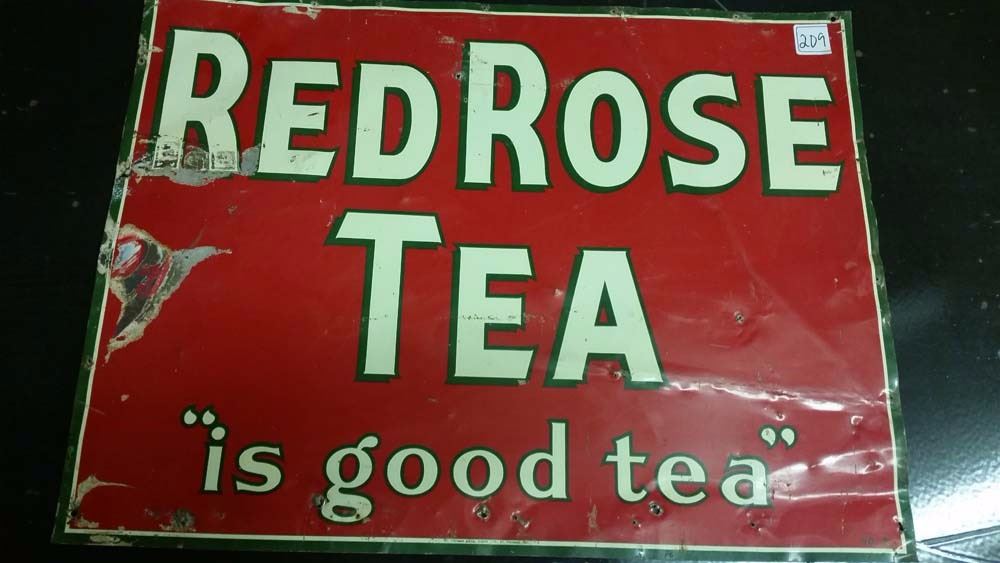 209
RED ROSE
TEA
"is good tea"